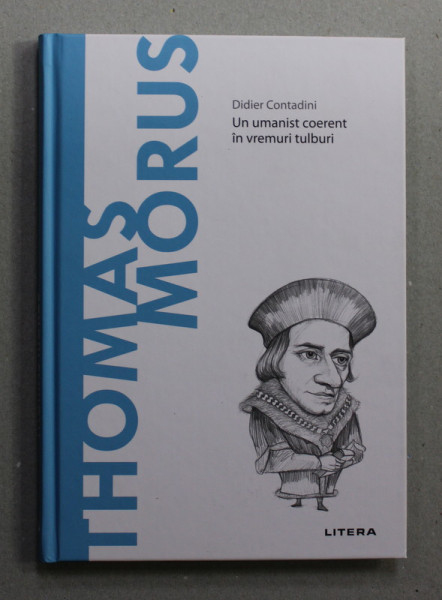 THOMAS
MORUS
Didier Contadini
Un umanist coerent
în vremuri tulburi
LITERA